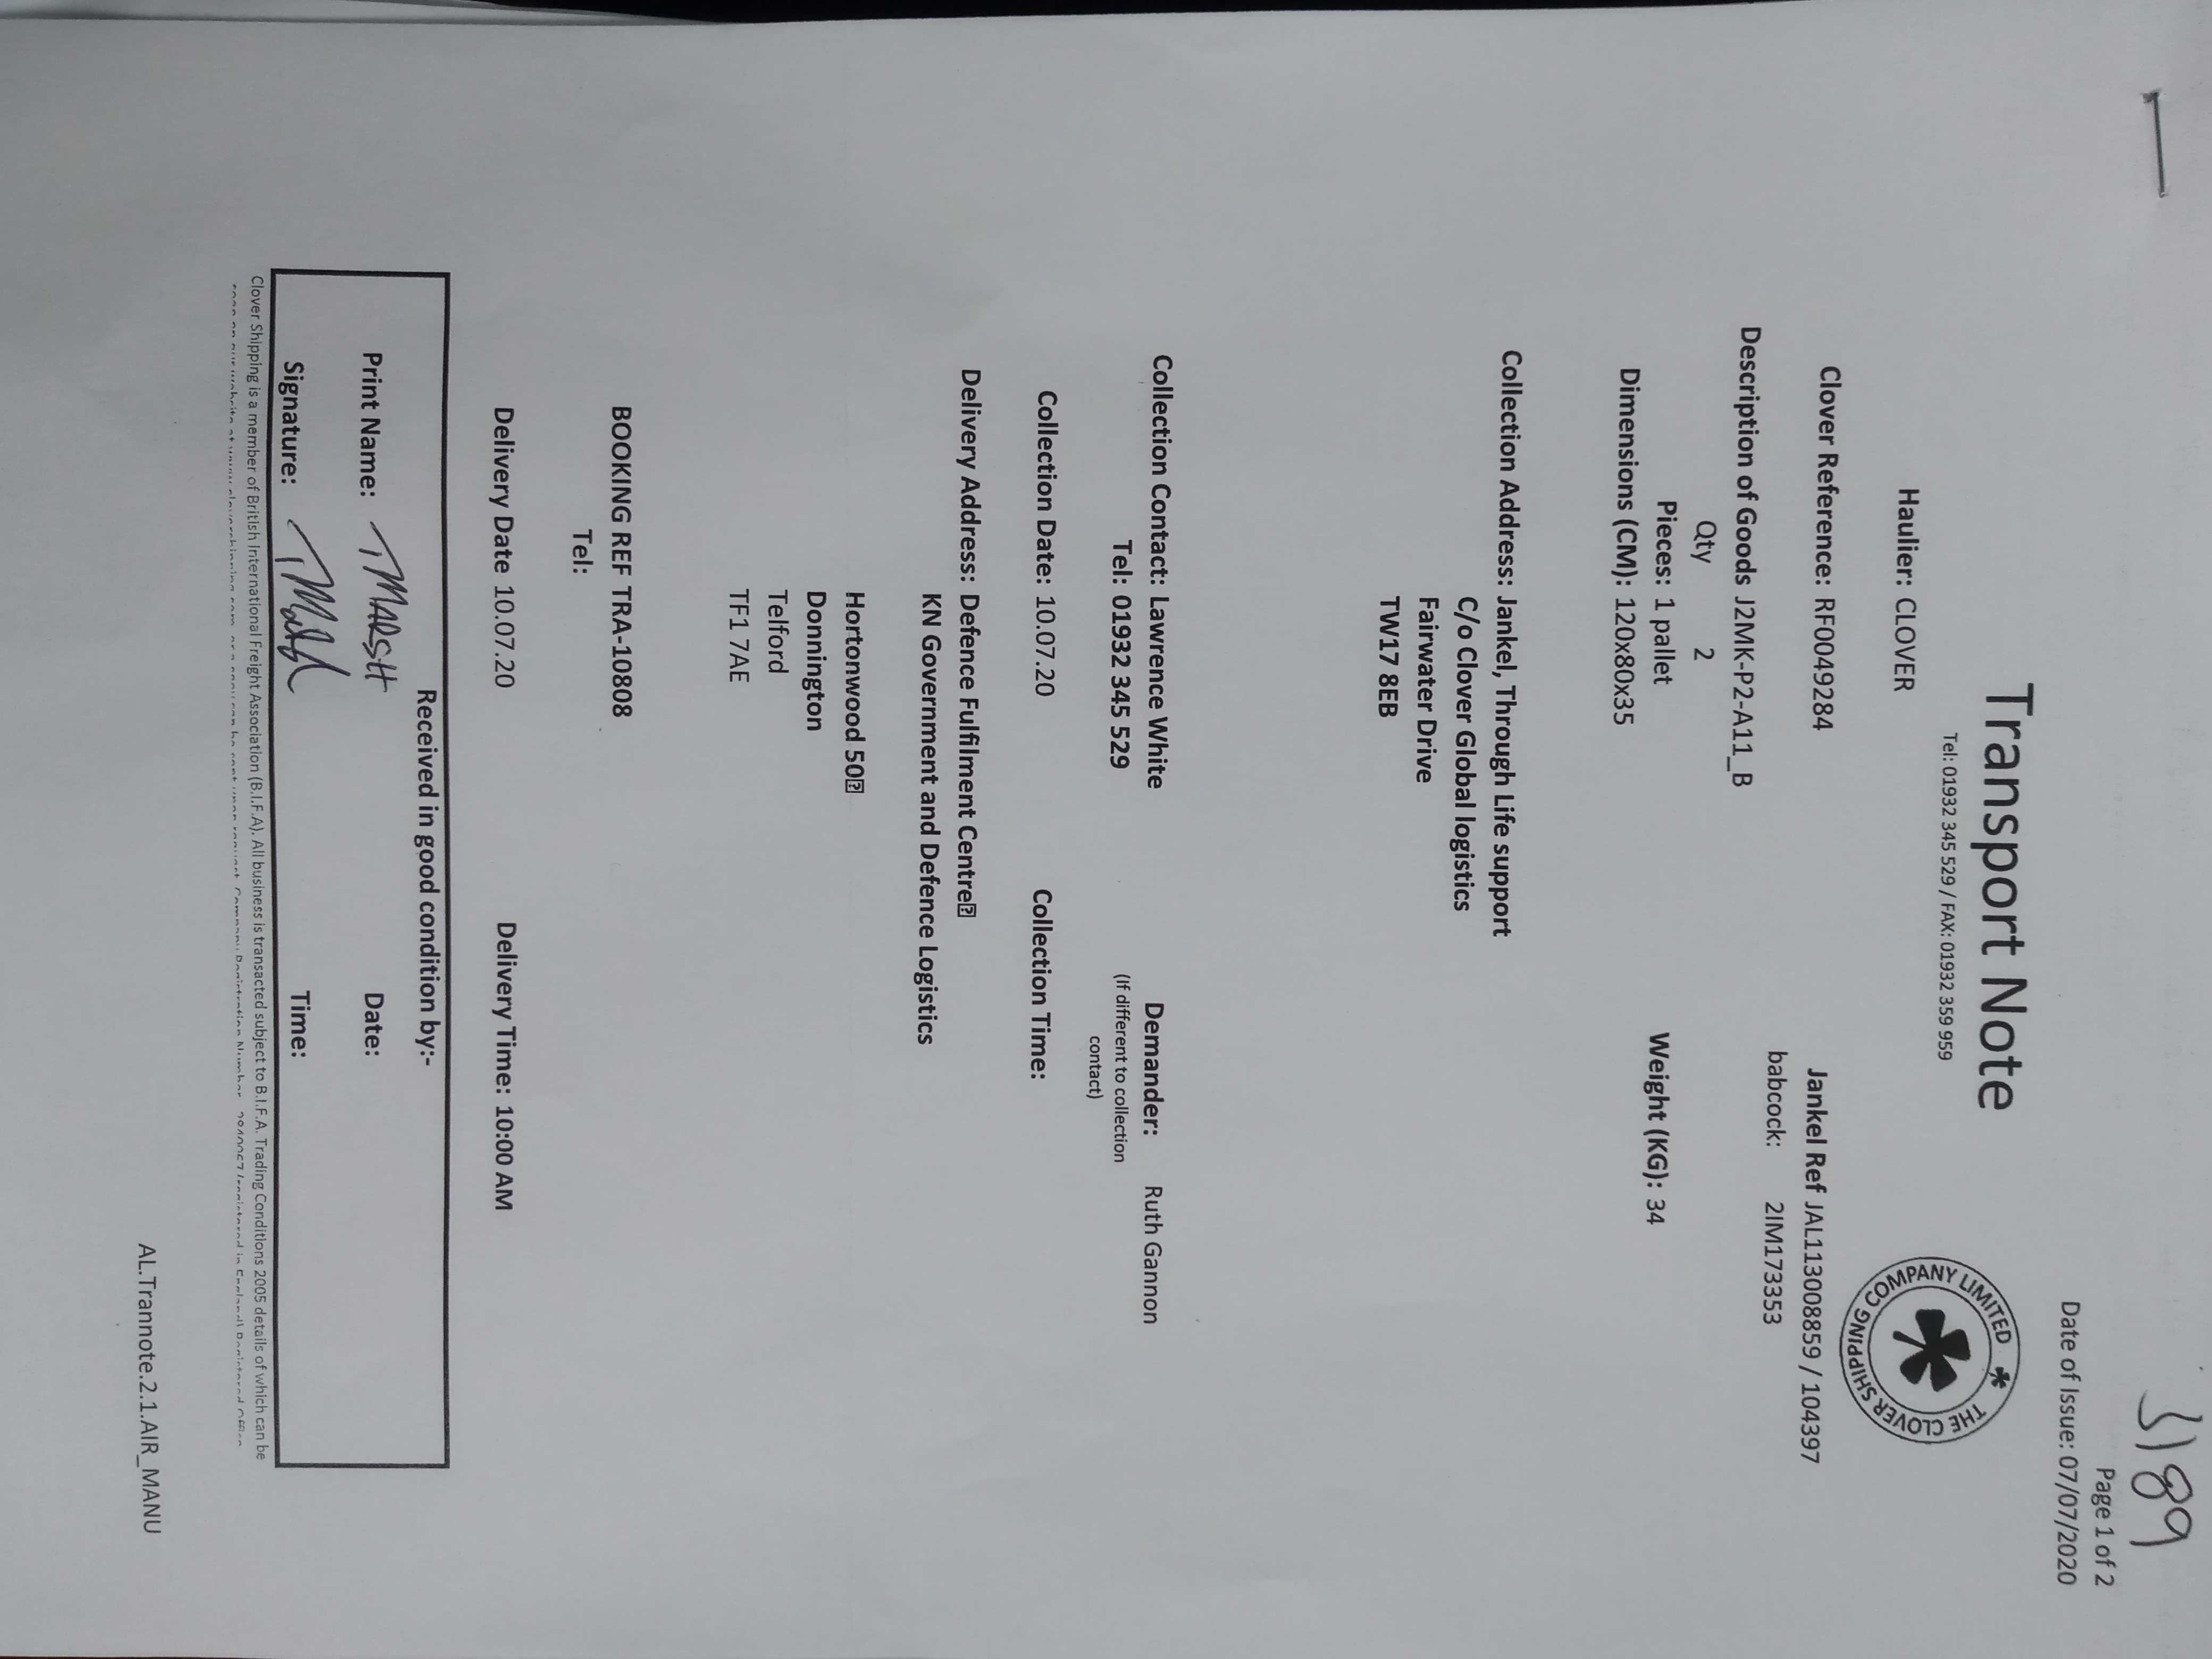 3189
Page 1 of 2
Date of Issue: 07/07/2020
Transport Note
Tel: 01932 345 529 / FAX: 01932 359 959
THE CLOVER SHIPPING COMPANY LIMITED
Haulier: CLOVER
Clover Reference: RF0049284 Jankel Ref JAL113008859 / 104397
babcock: 2IM173353
Description of Goods J2MK-P2-A11_B
Qty 2
Pieces: 1 pallet Weight (KG): 34
Dimensions (CM): 120x80x35
Collection Address: Jankel, Through Life support
C/o Clover Global logistics
Fairwater Drive
TW17 8EB
Collection Contact: Lawrence White Demander: Ruth Gannon
Tel: 01932 345 529 (If different to collection
contact)
Collection Date: 10.07.20 Collection Time:
Delivery Address: Defence Fulfilment Centre
KN Government and Defence Logistics
Hortonwood 50
Donnington
Telford
TF1 7AE
BOOKING REF TRA-10808
Tel:
Delivery Date 10.07.20 Delivery Time: 10:00 AM
Received in good condition by:-
Print Name: T MARSH Date:
Signature: Time:
Clover Shipping is a member of British International Freight Association (B.I.F.A). All business is transacted subject to B.I.F.A. Trading Conditions 2005 details of which can be
AL.Trannote.2.1.AIR_MANU